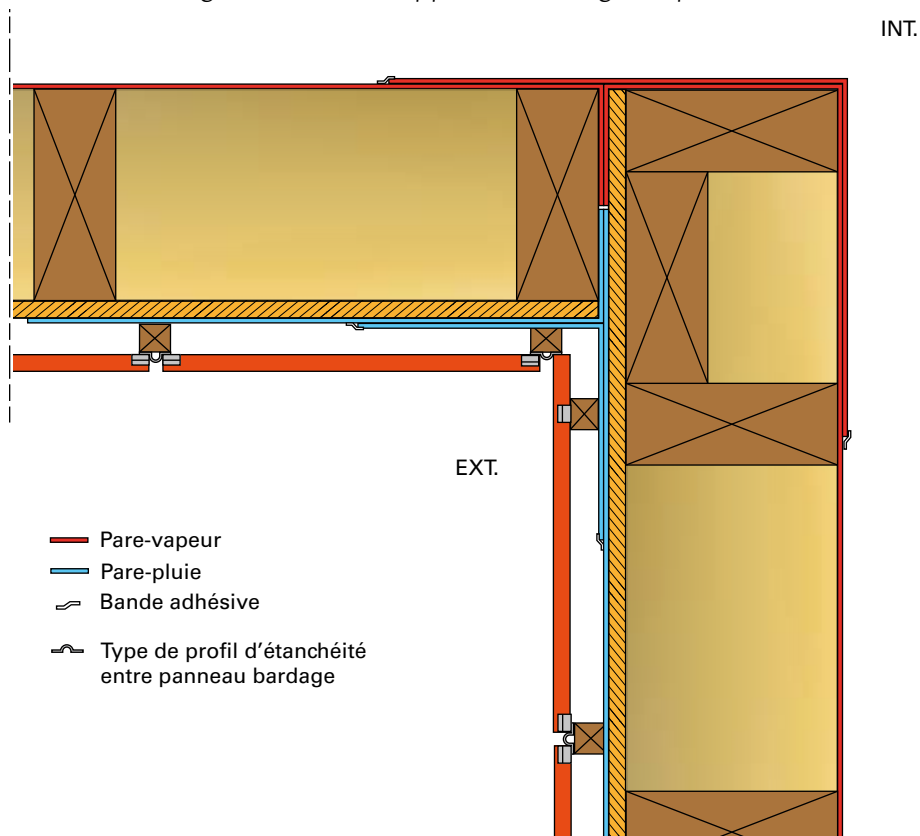 INT.
EXT.
Pare-vapeur
Pare-pluie
Bande adhésive
Type de profil d'étanchéité
entre panneau bardage